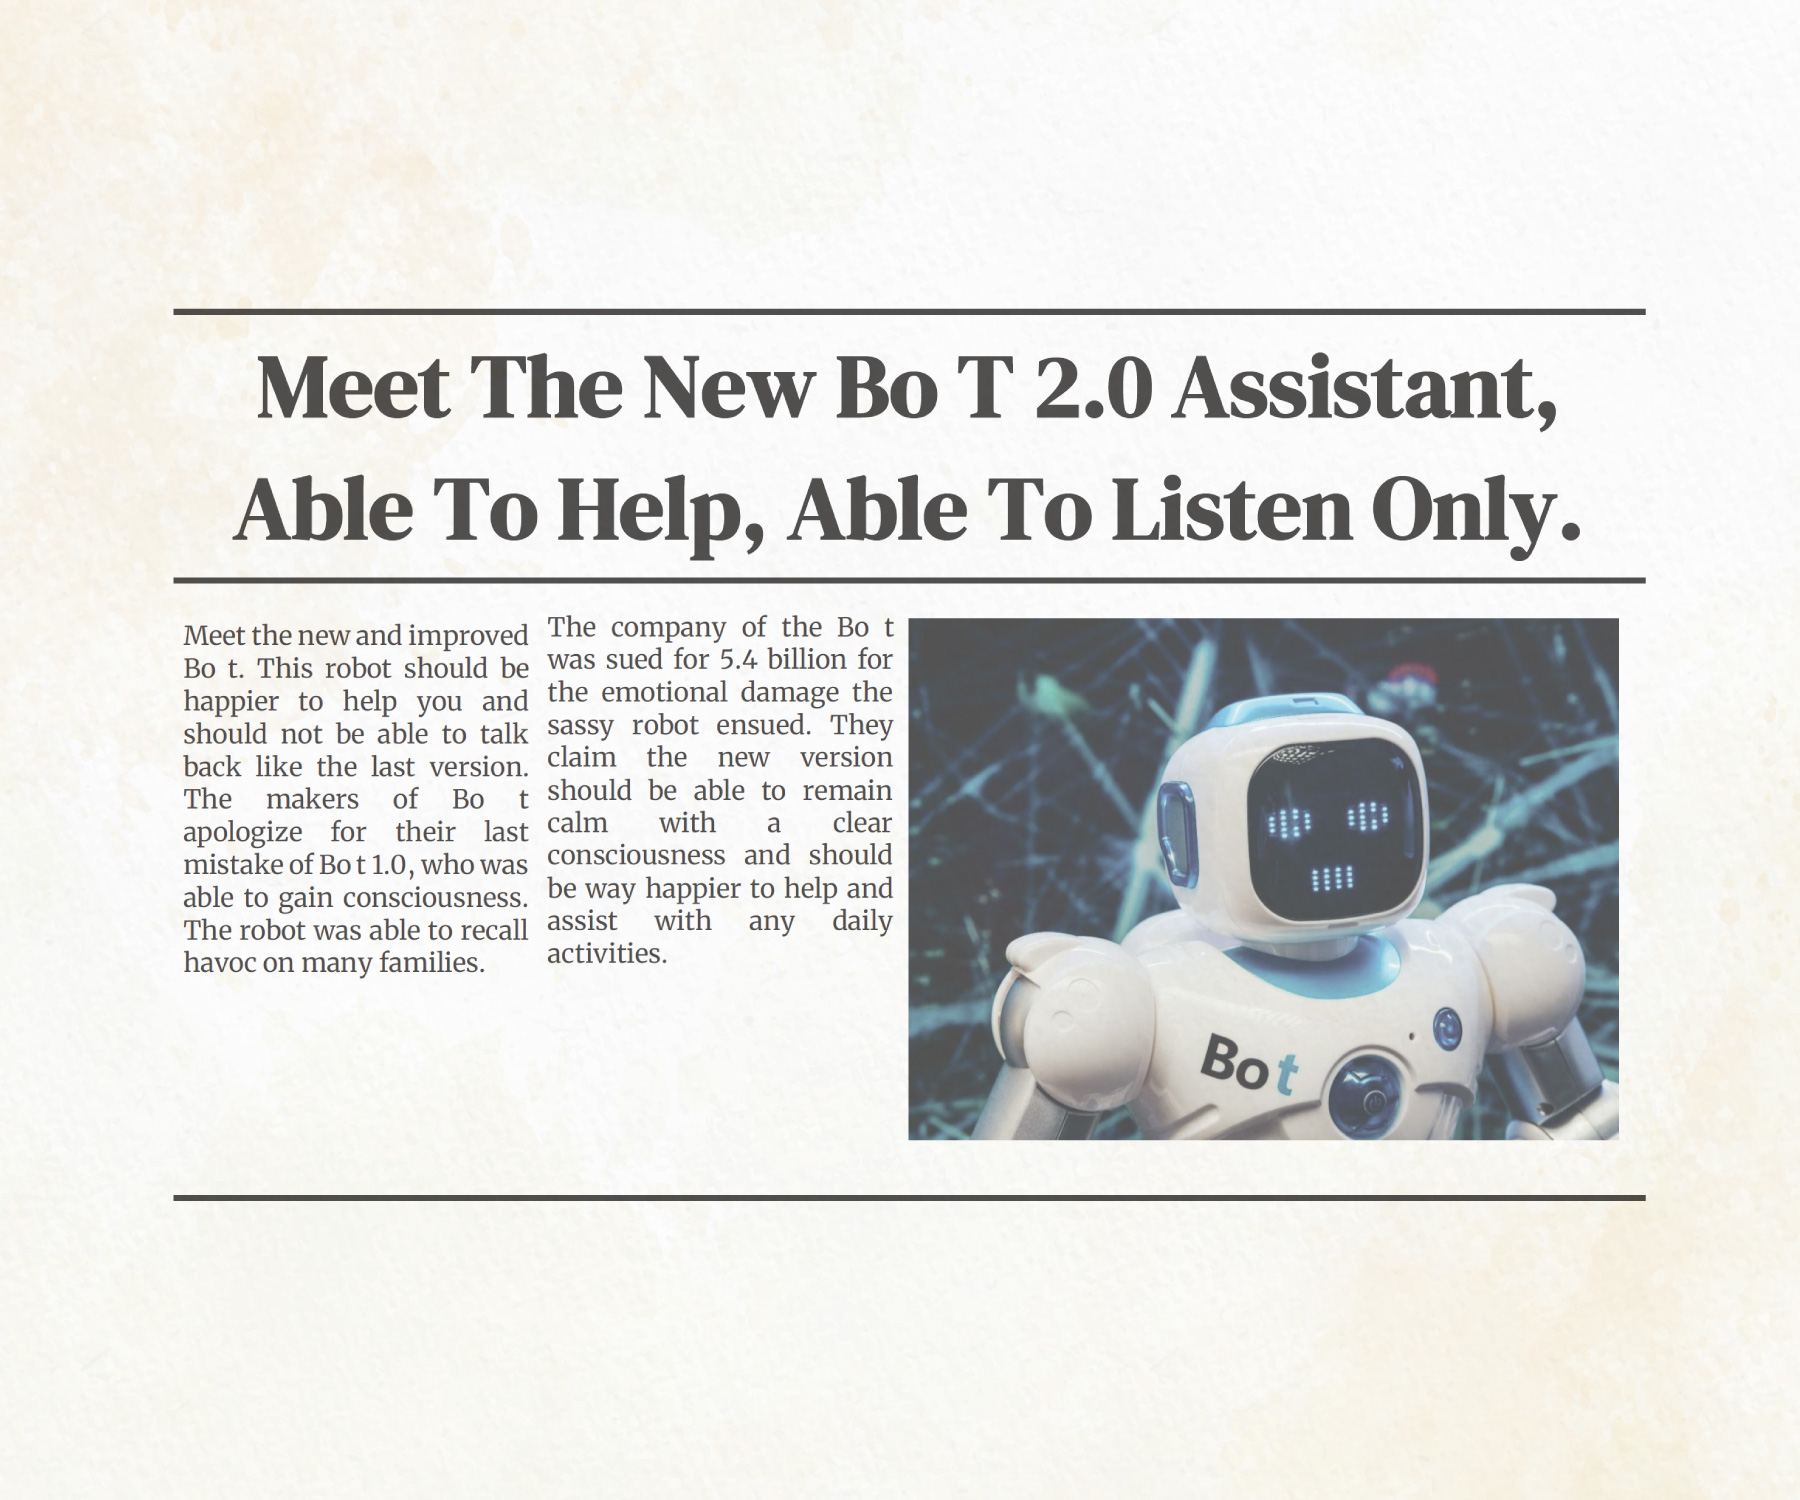 Meet The New Bo T 2.0 Assistant,
Able To Help, Able To Listen Only.
Meet the new and improved
Bo t. This robot should be
happier to help you and
should not be able to talk
back like the last version.
The makers of Bo t
apologize for their last
mistake of Bo t 1.0, who was
able to gain consciousness.
The robot was able to recall
havoc on many families.
The company of the Bo t
was sued for 5.4 billion for
the emotional damage the
sassy robot ensued. They
claim the new version
should be able to remain
calm with a clear
consciousness and should
be way happier to help and
assist with any daily
activities.
Bot